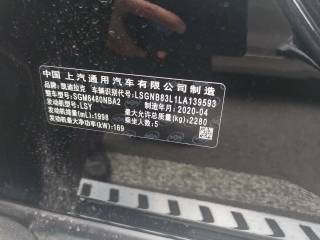 中国 上汽通用汽车有限公司制造
品牌:凯迪拉克 车辆识别代号:LSGNB83L1LA139593
整车型号:SGM6480NBA2 制造年月:2020-04
发动机型号:LSY 最大允许总质量(kg):2280
发动机排量(mL):1998 乘坐人数:5
发动机最大净功率(kW):169